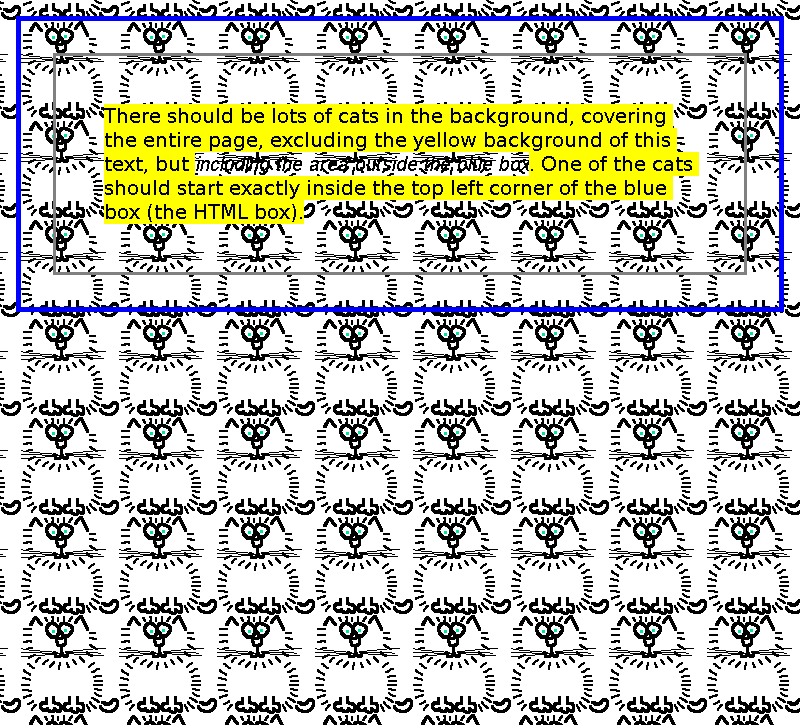 There should be lots of cats in the background, covering
the entire page, excluding the yellow background of this
text, but including the area outside the blue box. One of the cats
should start exactly inside the top left corner of the blue
box (the HTML box).